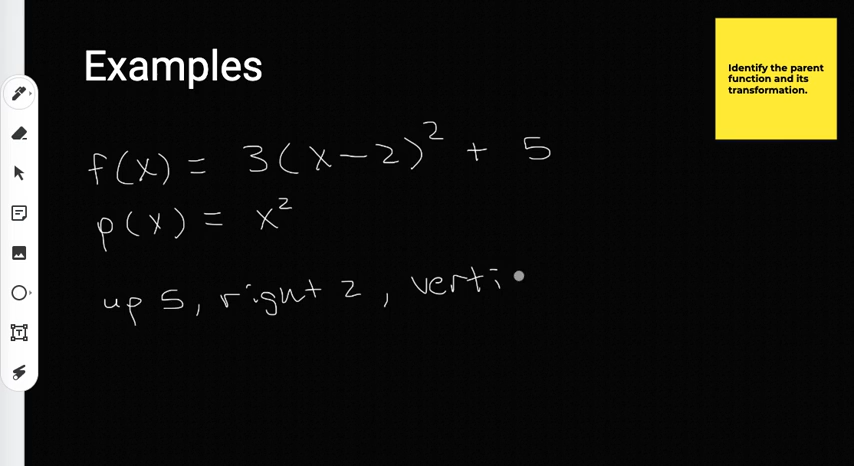 Examples
Identify the parent
function and its
transformation.
f(x) = 3(x-2)² + 5
p(x) = x²
up 5, right 2, verti